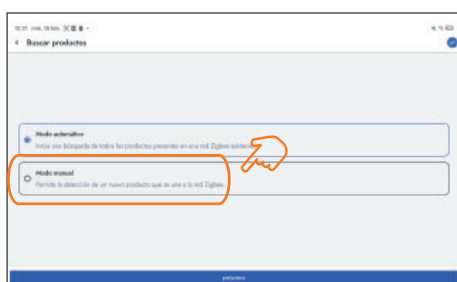 ‹ Buscar productos
Modo automático
Inicia una búsqueda de todos los productos presentes en una red Zigbee existente
Modo manual
Permite la detección de un nuevo producto que se une a la red Zigbee.
próximo